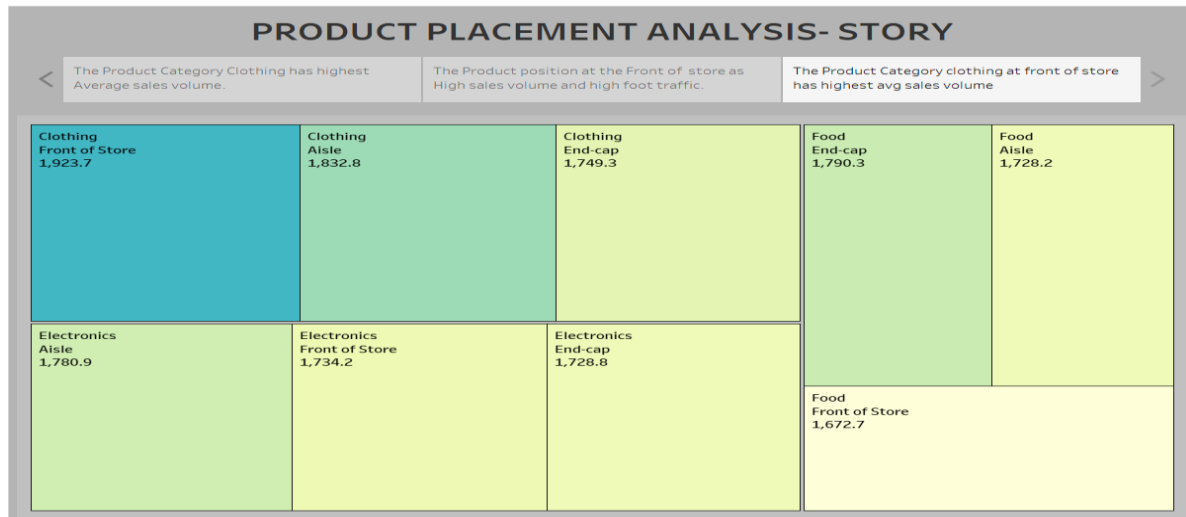 PRODUCT PLACEMENT ANALYSIS- STORY
<
The Product Category Clothing has highest
Average sales volume.
The Product position at the Front of store as
High sales volume and high foot traffic.
The Product Category clothing at front of store
has highest avg sales volume
>
Clothing
Front of Store
1,923.7
Clothing
Aisle
1,832.8
Clothing
End-cap
1,749.3
Food
End-cap
1,790.3
Food
Aisle
1,728.2
Electronics
Aisle
1,780.9
Electronics
Front of Store
1,734.2
Electronics
End-cap
1,728.8
Food
Front of Store
1,672.7